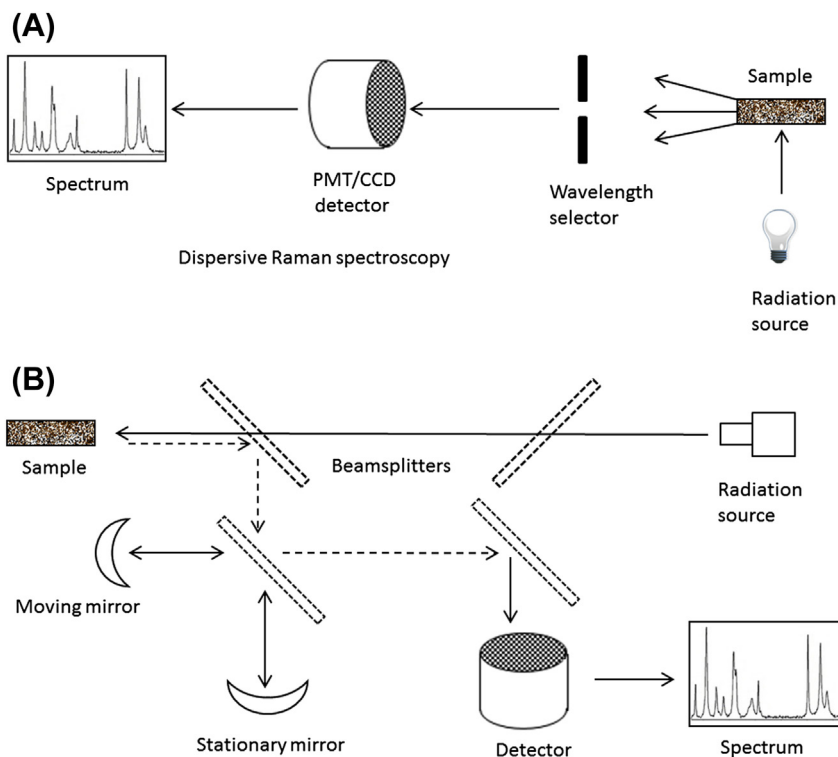 (A)
Sample
Spectrum
PMT/CCD
detector
Wavelength
selector
Dispersive Raman spectroscopy
Radiation
source
(B)
Sample
Beamsplitters
Radiation
source
Moving mirror
Stationary mirror
Detector
Spectrum